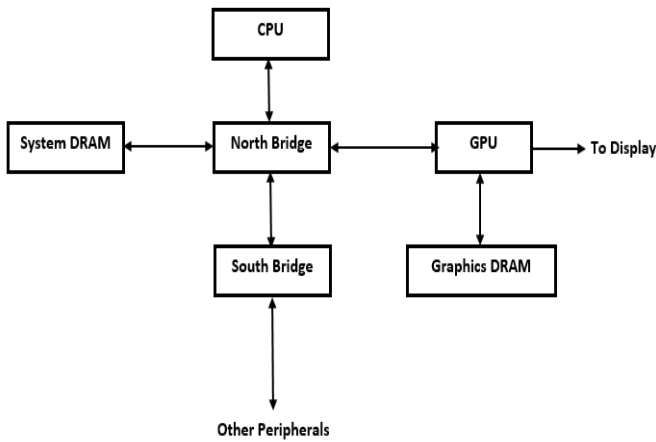 CPU
System DRAM
North Bridge
GPU
To Display
South Bridge
Graphics DRAM
Other Peripherals